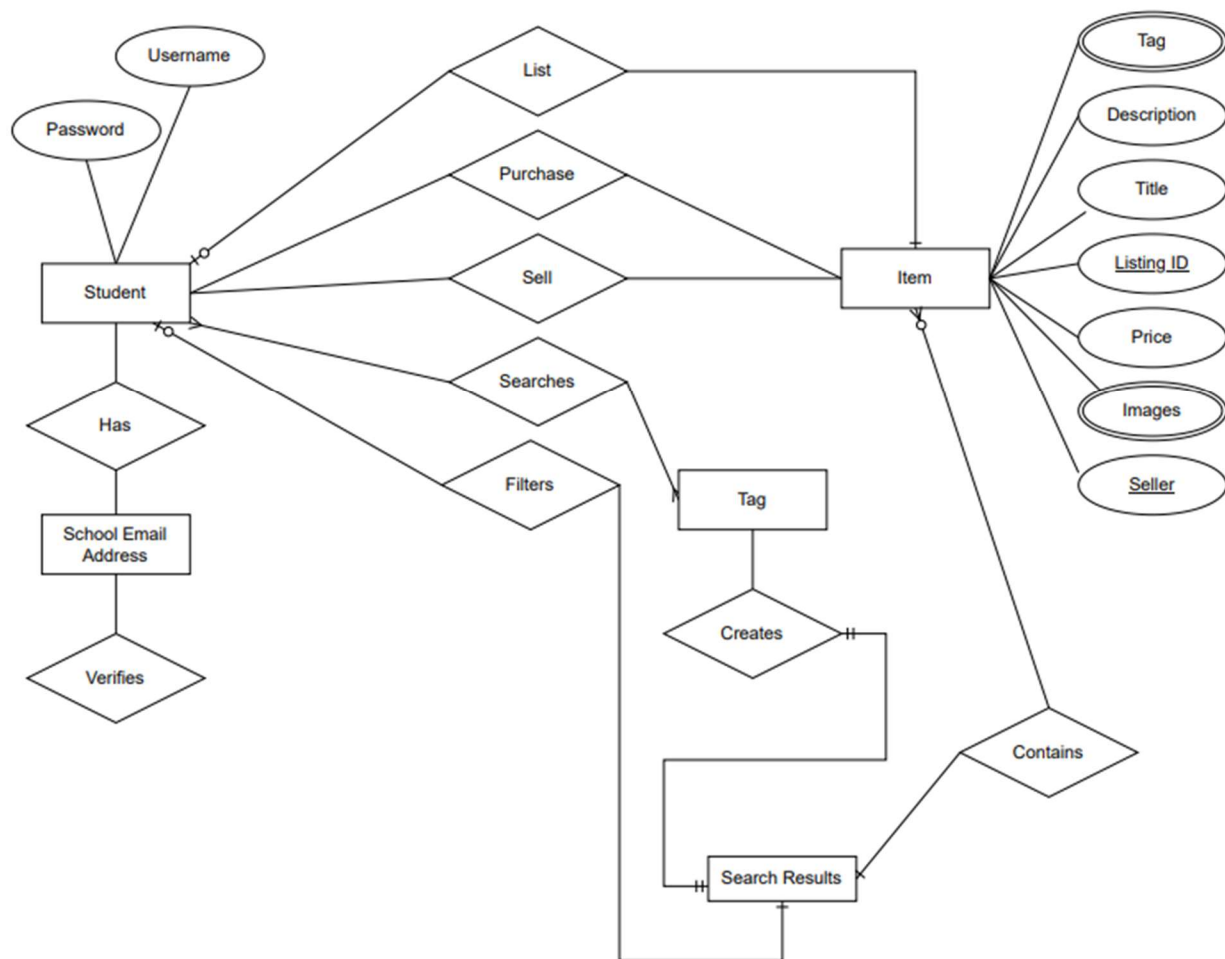 Username
Password
List
Tag
Description
Purchase
Title
Student
Sell
Item
Listing ID
Price
Searches
Images
Has
Filters
Tag
Seller
School Email
Address
Creates
Verifies
Contains
Search Results